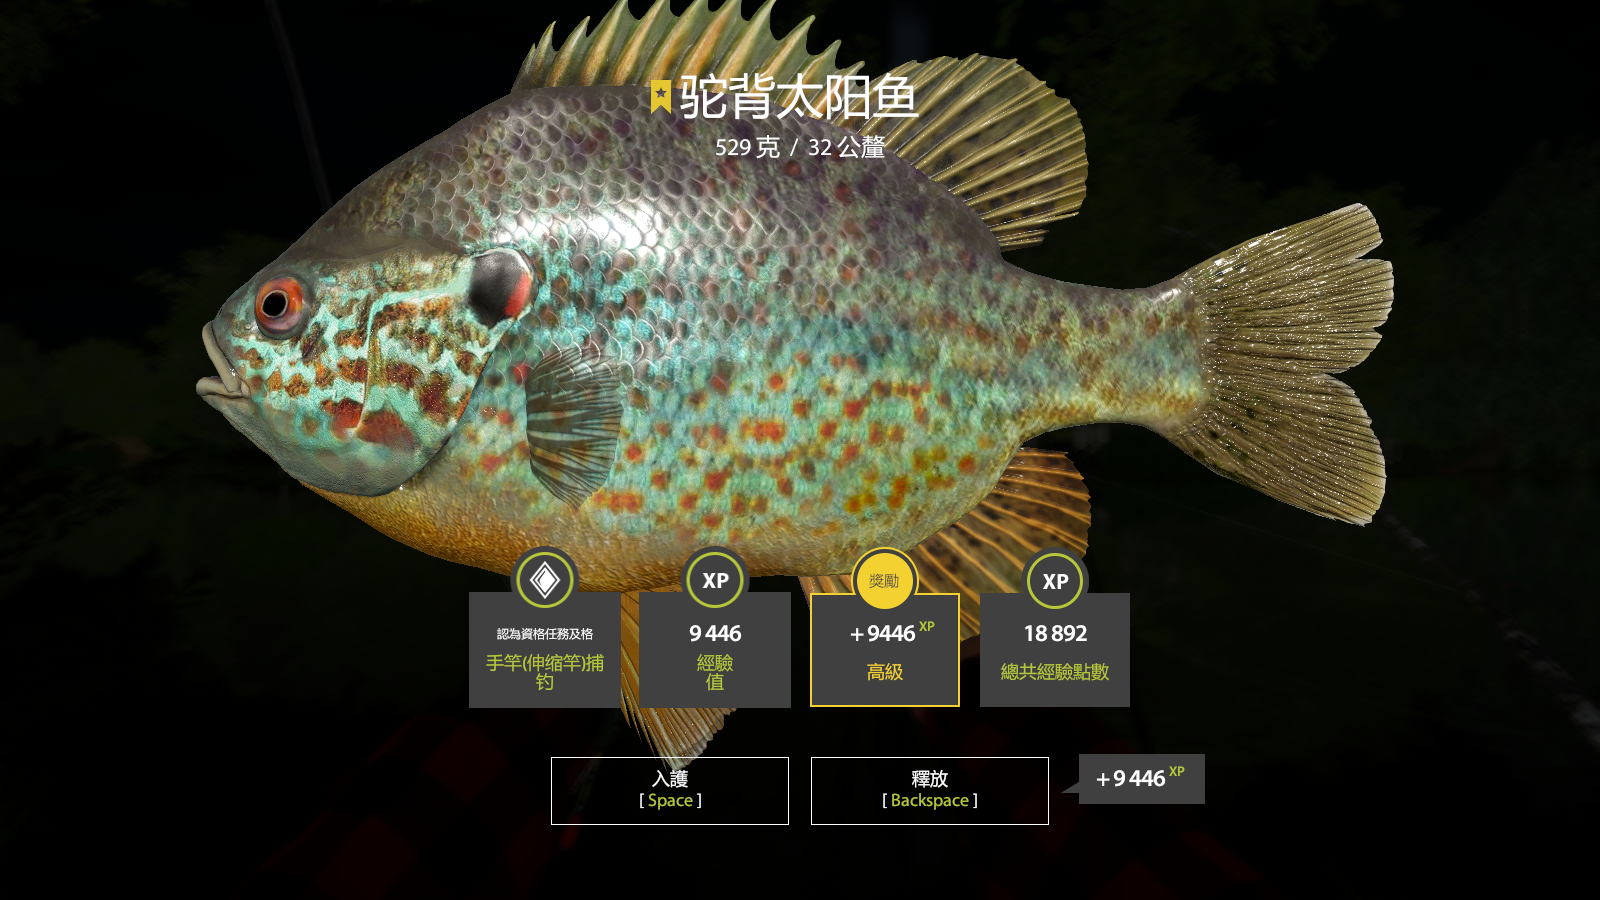 驼背太阳鱼
529 克 / 32 公釐
XP
獎勵
XP
認為資格任務及格
手竿(伸缩竿)捕
钓
9 446
經驗
值
+ 9446 XP
高級
18 892
總共經驗點數
入護
[ Space ]
釋放
[ Backspace ]
+ 9 446 XP